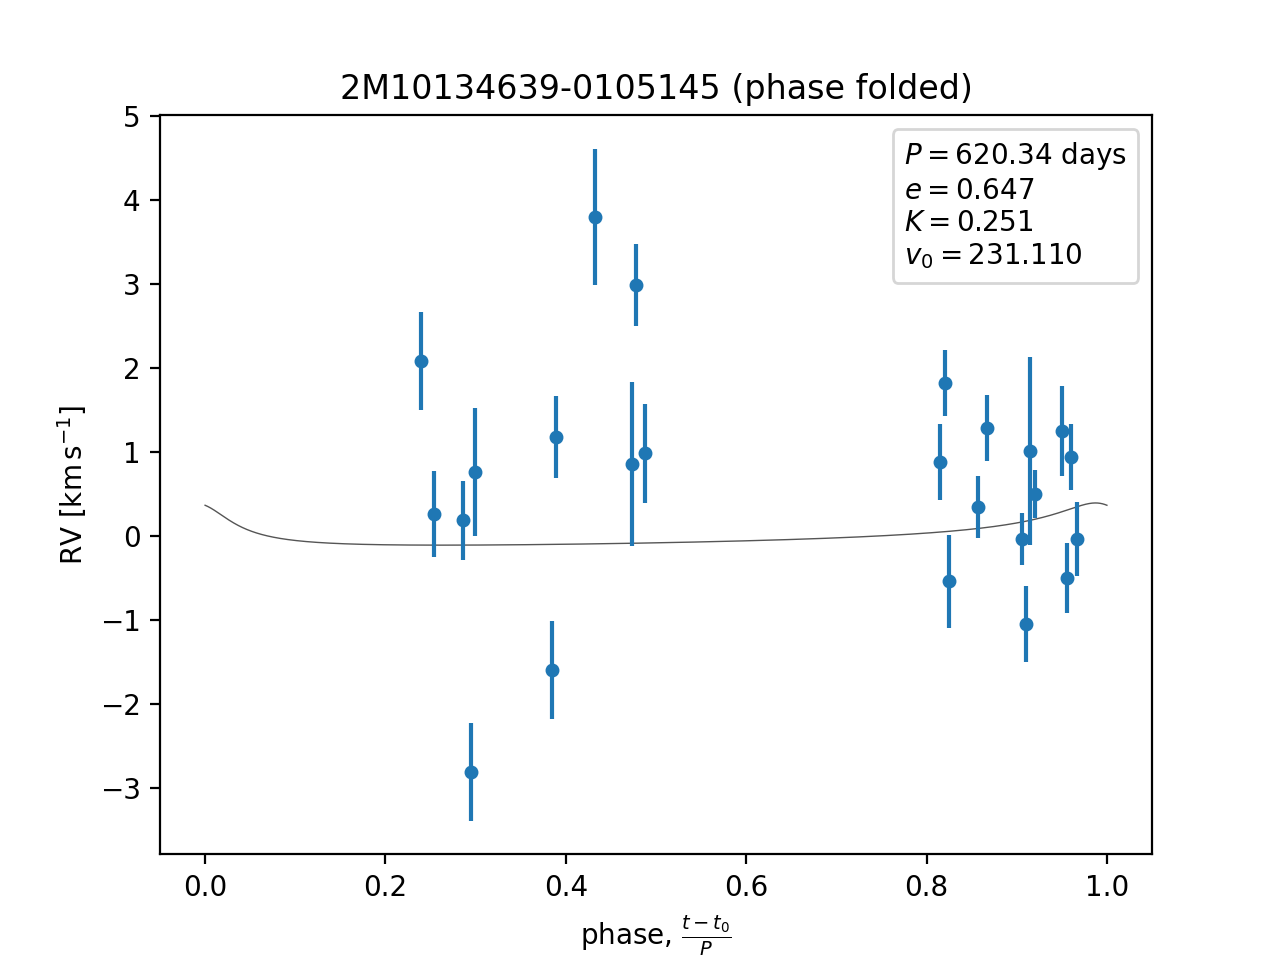 2M10134639-0105145 (phase folded)
P = 620.34 days
e = 0.647
K = 0.251
v₀ = 231.110
5
4
3
2
1
0
−1
−2
−3
RV [km s⁻¹]
0.0 0.2 0.4 0.6 0.8 1.0
phase, (t − t₀)/P